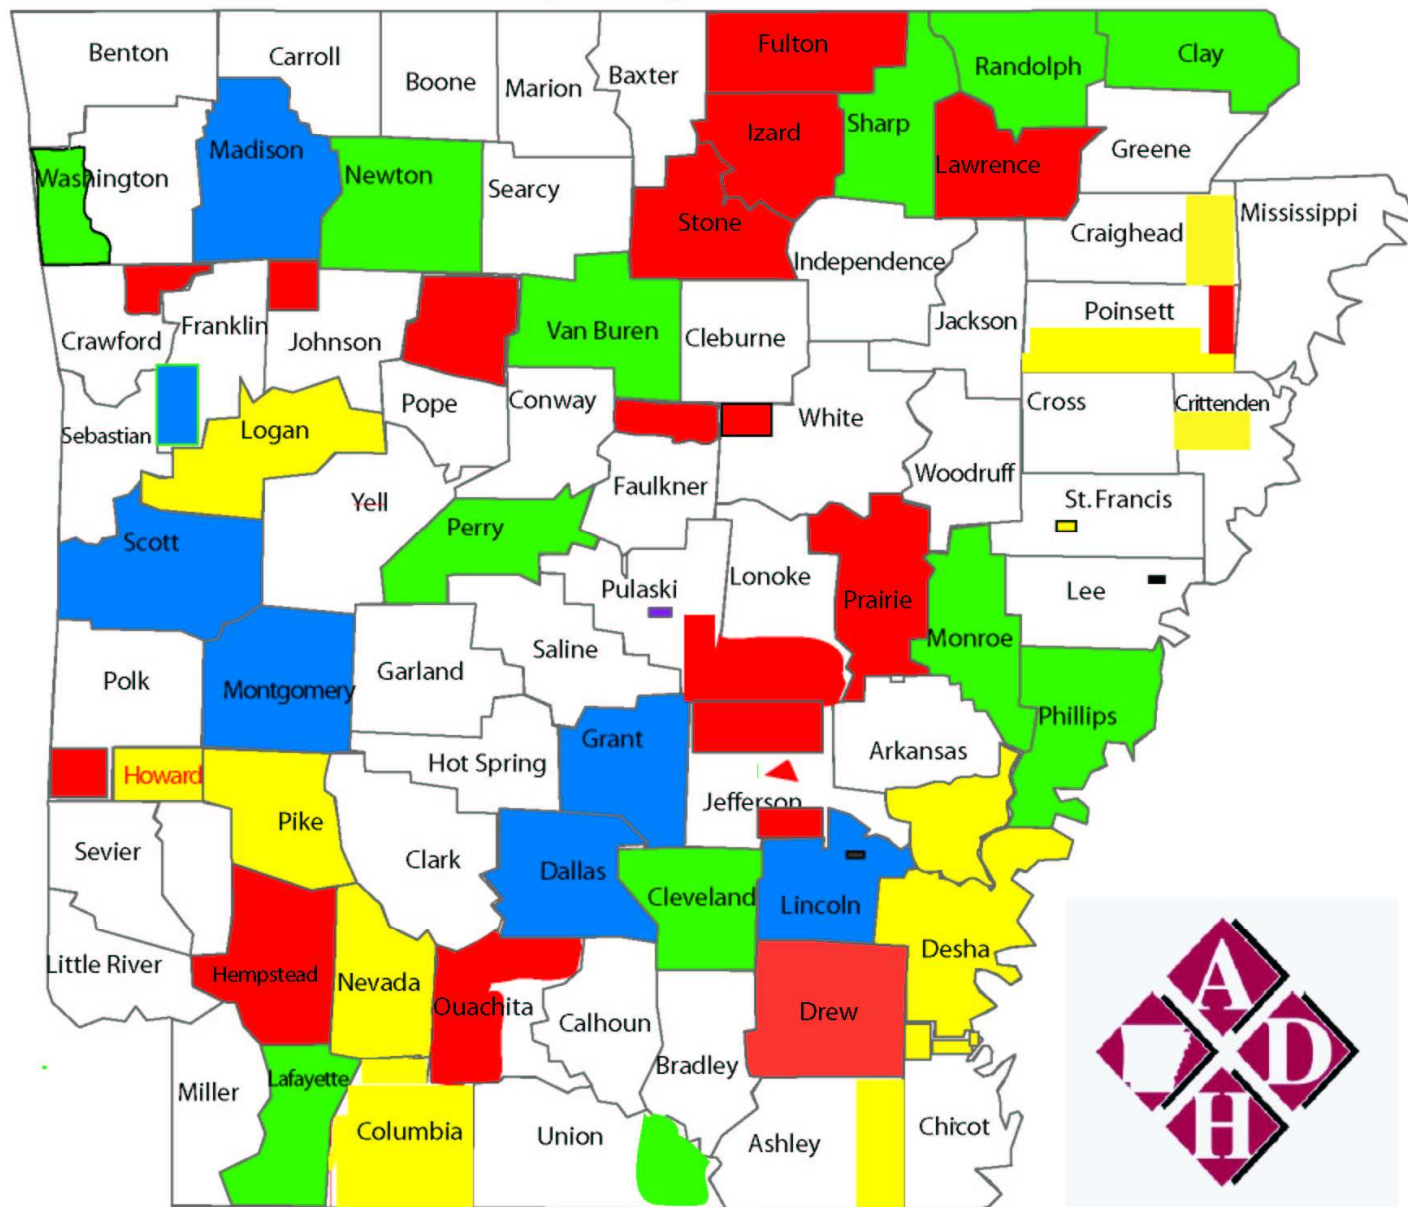 Benton
Carroll
Boone
Marion
Baxter
Fulton
Randolph
Clay
Washington
Madison
Newton
Searcy
Stone
Izard
Sharp
Lawrence
Greene
Craighead
Mississippi
Crawford
Franklin
Johnson
Van Buren
Cleburne
Independence
Jackson
Poinsett
Sebastian
Logan
Pope
Conway
Faulkner
White
Woodruff
Cross
Crittenden
Scott
Yell
Perry
Pulaski
Lonoke
Prairie
Monroe
St. Francis
Lee
Polk
Montgomery
Garland
Saline
Grant
Hot Spring
Jefferson
Arkansas
Phillips
Howard
Pike
Clark
Dallas
Cleveland
Lincoln
Desha
Sevier
Little River
Hempstead
Nevada
Ouachita
Calhoun
Bradley
Drew
Miller
Lafayette
Columbia
Union
Ashley
Chicot
A
D
H